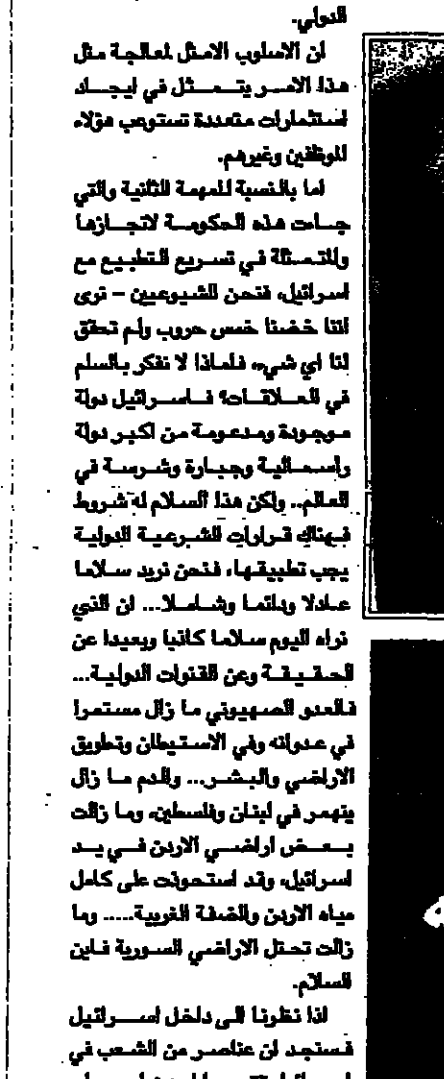 الدولي.
ان الاسلوب الامثل لمعالجة مثل
هذا الامر يتمثل في ايجاد
استثمارات متعددة تستوعب هؤلاء
الموظفين وغيرهم.
اما بالنسبة للمهمة الثانية والتي
جاءت هذه الحكومة لانجازها
والمتمثلة في تسريع التطبيع مع
اسرائيل، فنحن الشيوعيين – نرى
اننا خضنا خمس حروب ولم تحقق
لنا اي شيء، فلماذا لا نفكر بالسلم
في العلاقات؟ فاسرائيل دولة
موجودة ومدعومة من اكبر دولة
راسمالية وجبارة وشرسة في
العالم.. ولكن هذا السلام له شروط
فهناك قرارات الشرعية الدولية
يجب تطبيقها، فنحن نريد سلاما
عادلا ودائما وشاملا... ان الذي
نراه اليوم سلاما كاذبا وبعيدا عن
الحقيقة وعن القنوات الدولية...
فالعدو الصهيوني ما زال مستمرا
في عدوانه وفي الاستيطان وتطويق
الاراضي والبشر... والدم ما زال
ينهمر في لبنان وفلسطين، وما زالت
بعض اراضي الاردن في يد
اسرائيل، وقد استحوذت على كامل
مياه الاردن والضفة الغربية..... وما
زالت تحتل الاراضي السورية فاين
السلام.
اذا نظرنا الى داخل اسرائيل
فسنجد ان عناصر من الشعب في